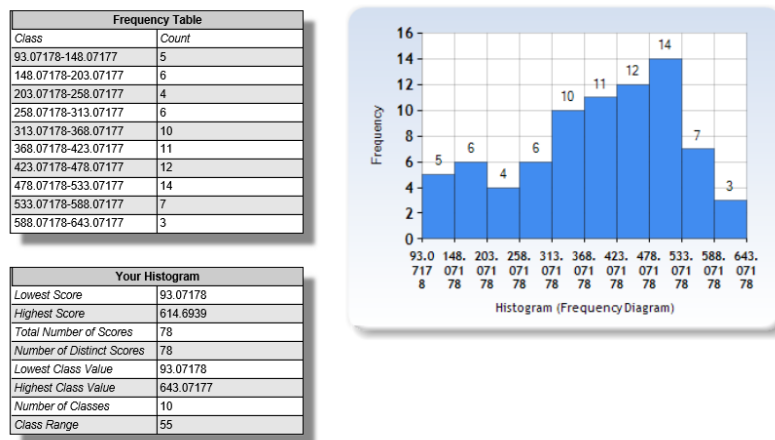 Frequency Table
Class Count
93.07178-148.07177 5
148.07178-203.07177 6
203.07178-258.07177 4
258.07178-313.07177 6
313.07178-368.07177 10
368.07178-423.07177 11
423.07178-478.07177 12
478.07178-533.07177 14
533.07178-588.07177 7
588.07178-643.07177 3
Your Histogram
Lowest Score 93.07178
Highest Score 614.6939
Total Number of Scores 78
Number of Distinct Scores 78
Lowest Class Value 93.07178
Highest Class Value 643.07177
Number of Classes 10
Class Range 55
16
14
12
10
8
6
4
2
0
Frequency
5 6 4 6 10 11 12 14 7 3
93.0 148. 203. 258. 313. 368. 423. 478. 533. 588. 643.
717 071 071 071 071 071 071 071 071 071 071
8 78 78 78 78 78 78 78 78 78 78
Histogram (Frequency Diagram)